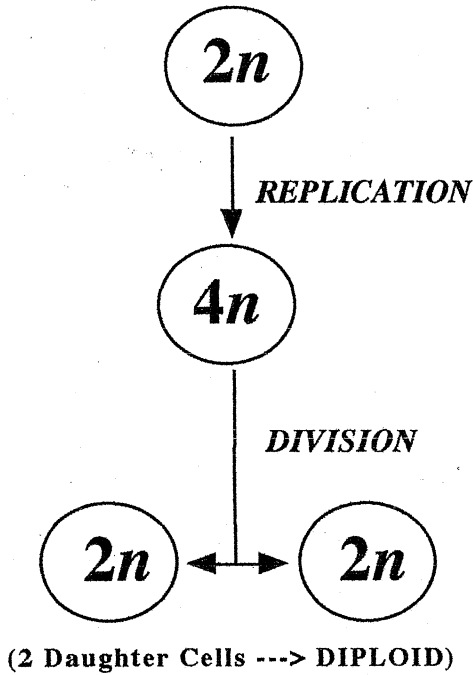 2n
REPLICATION
4n
DIVISION
2n 2n
(2 Daughter Cells ---> DIPLOID)